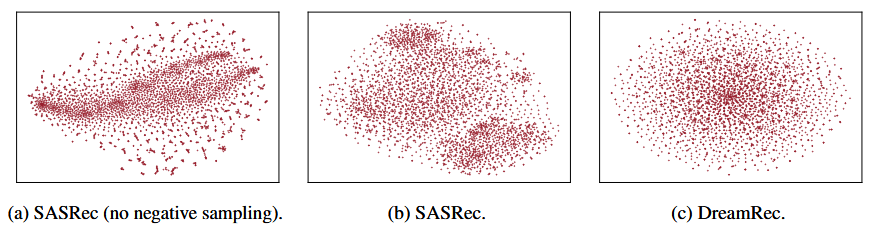 (a) SASRec (no negative sampling).
(b) SASRec.
(c) DreamRec.